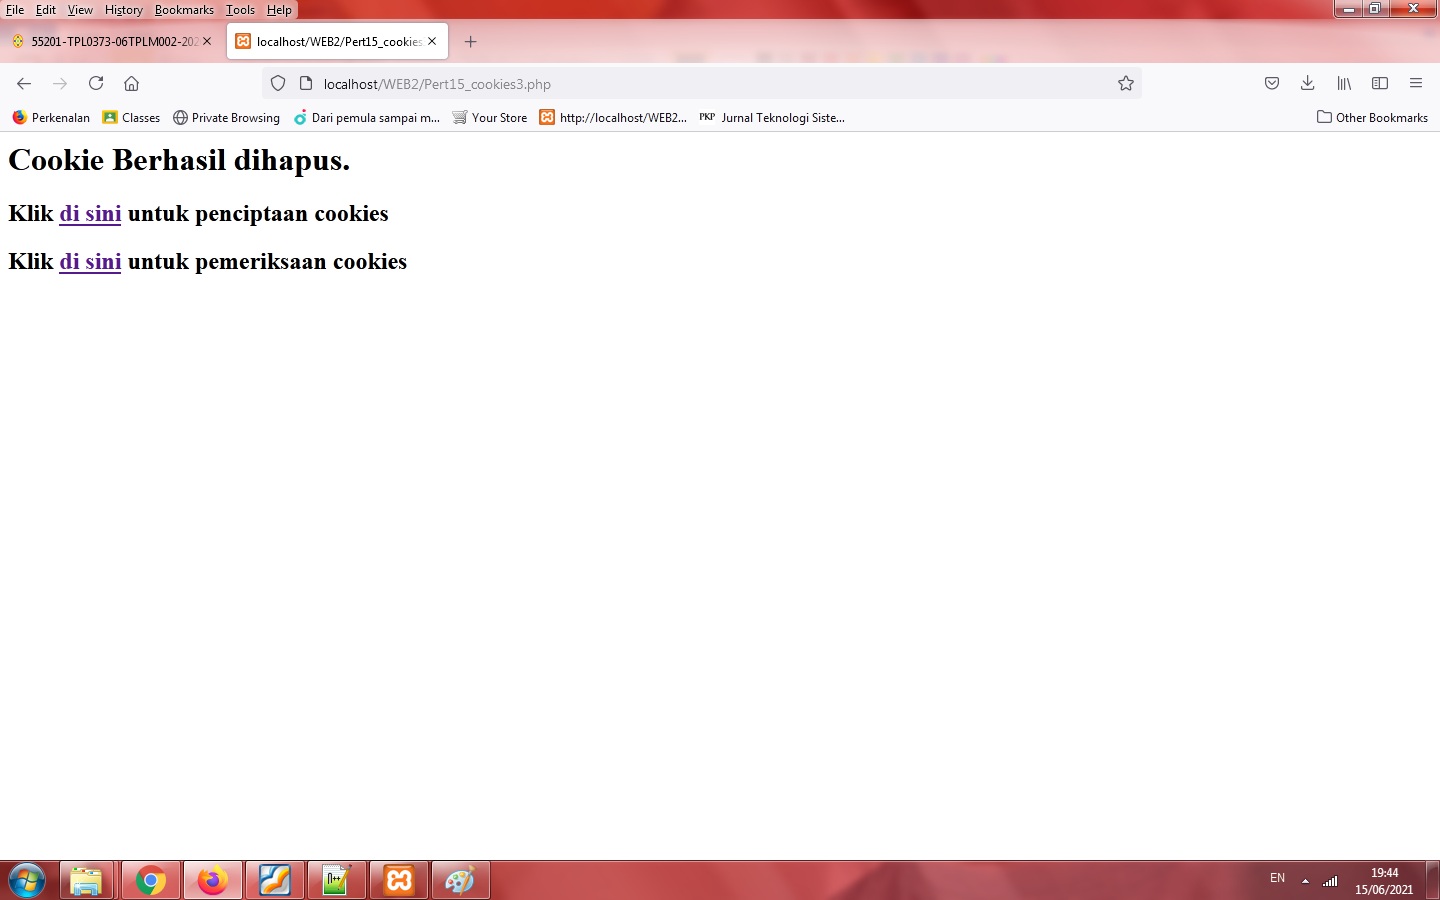 File Edit View History Bookmarks Tools Help
55201-TPL0373-06TPLM002-202
localhost/WEB2/Pert15_cookies
localhost/WEB2/Pert15_cookies3.php
Perkenalan Classes Private Browsing Dari pemula sampai m... Your Store http://localhost/WEB2... PKP Jurnal Teknologi Siste... Other Bookmarks
Cookie Berhasil dihapus.
Klik di sini untuk penciptaan cookies
Klik di sini untuk pemeriksaan cookies
EN
19:44
15/06/2021